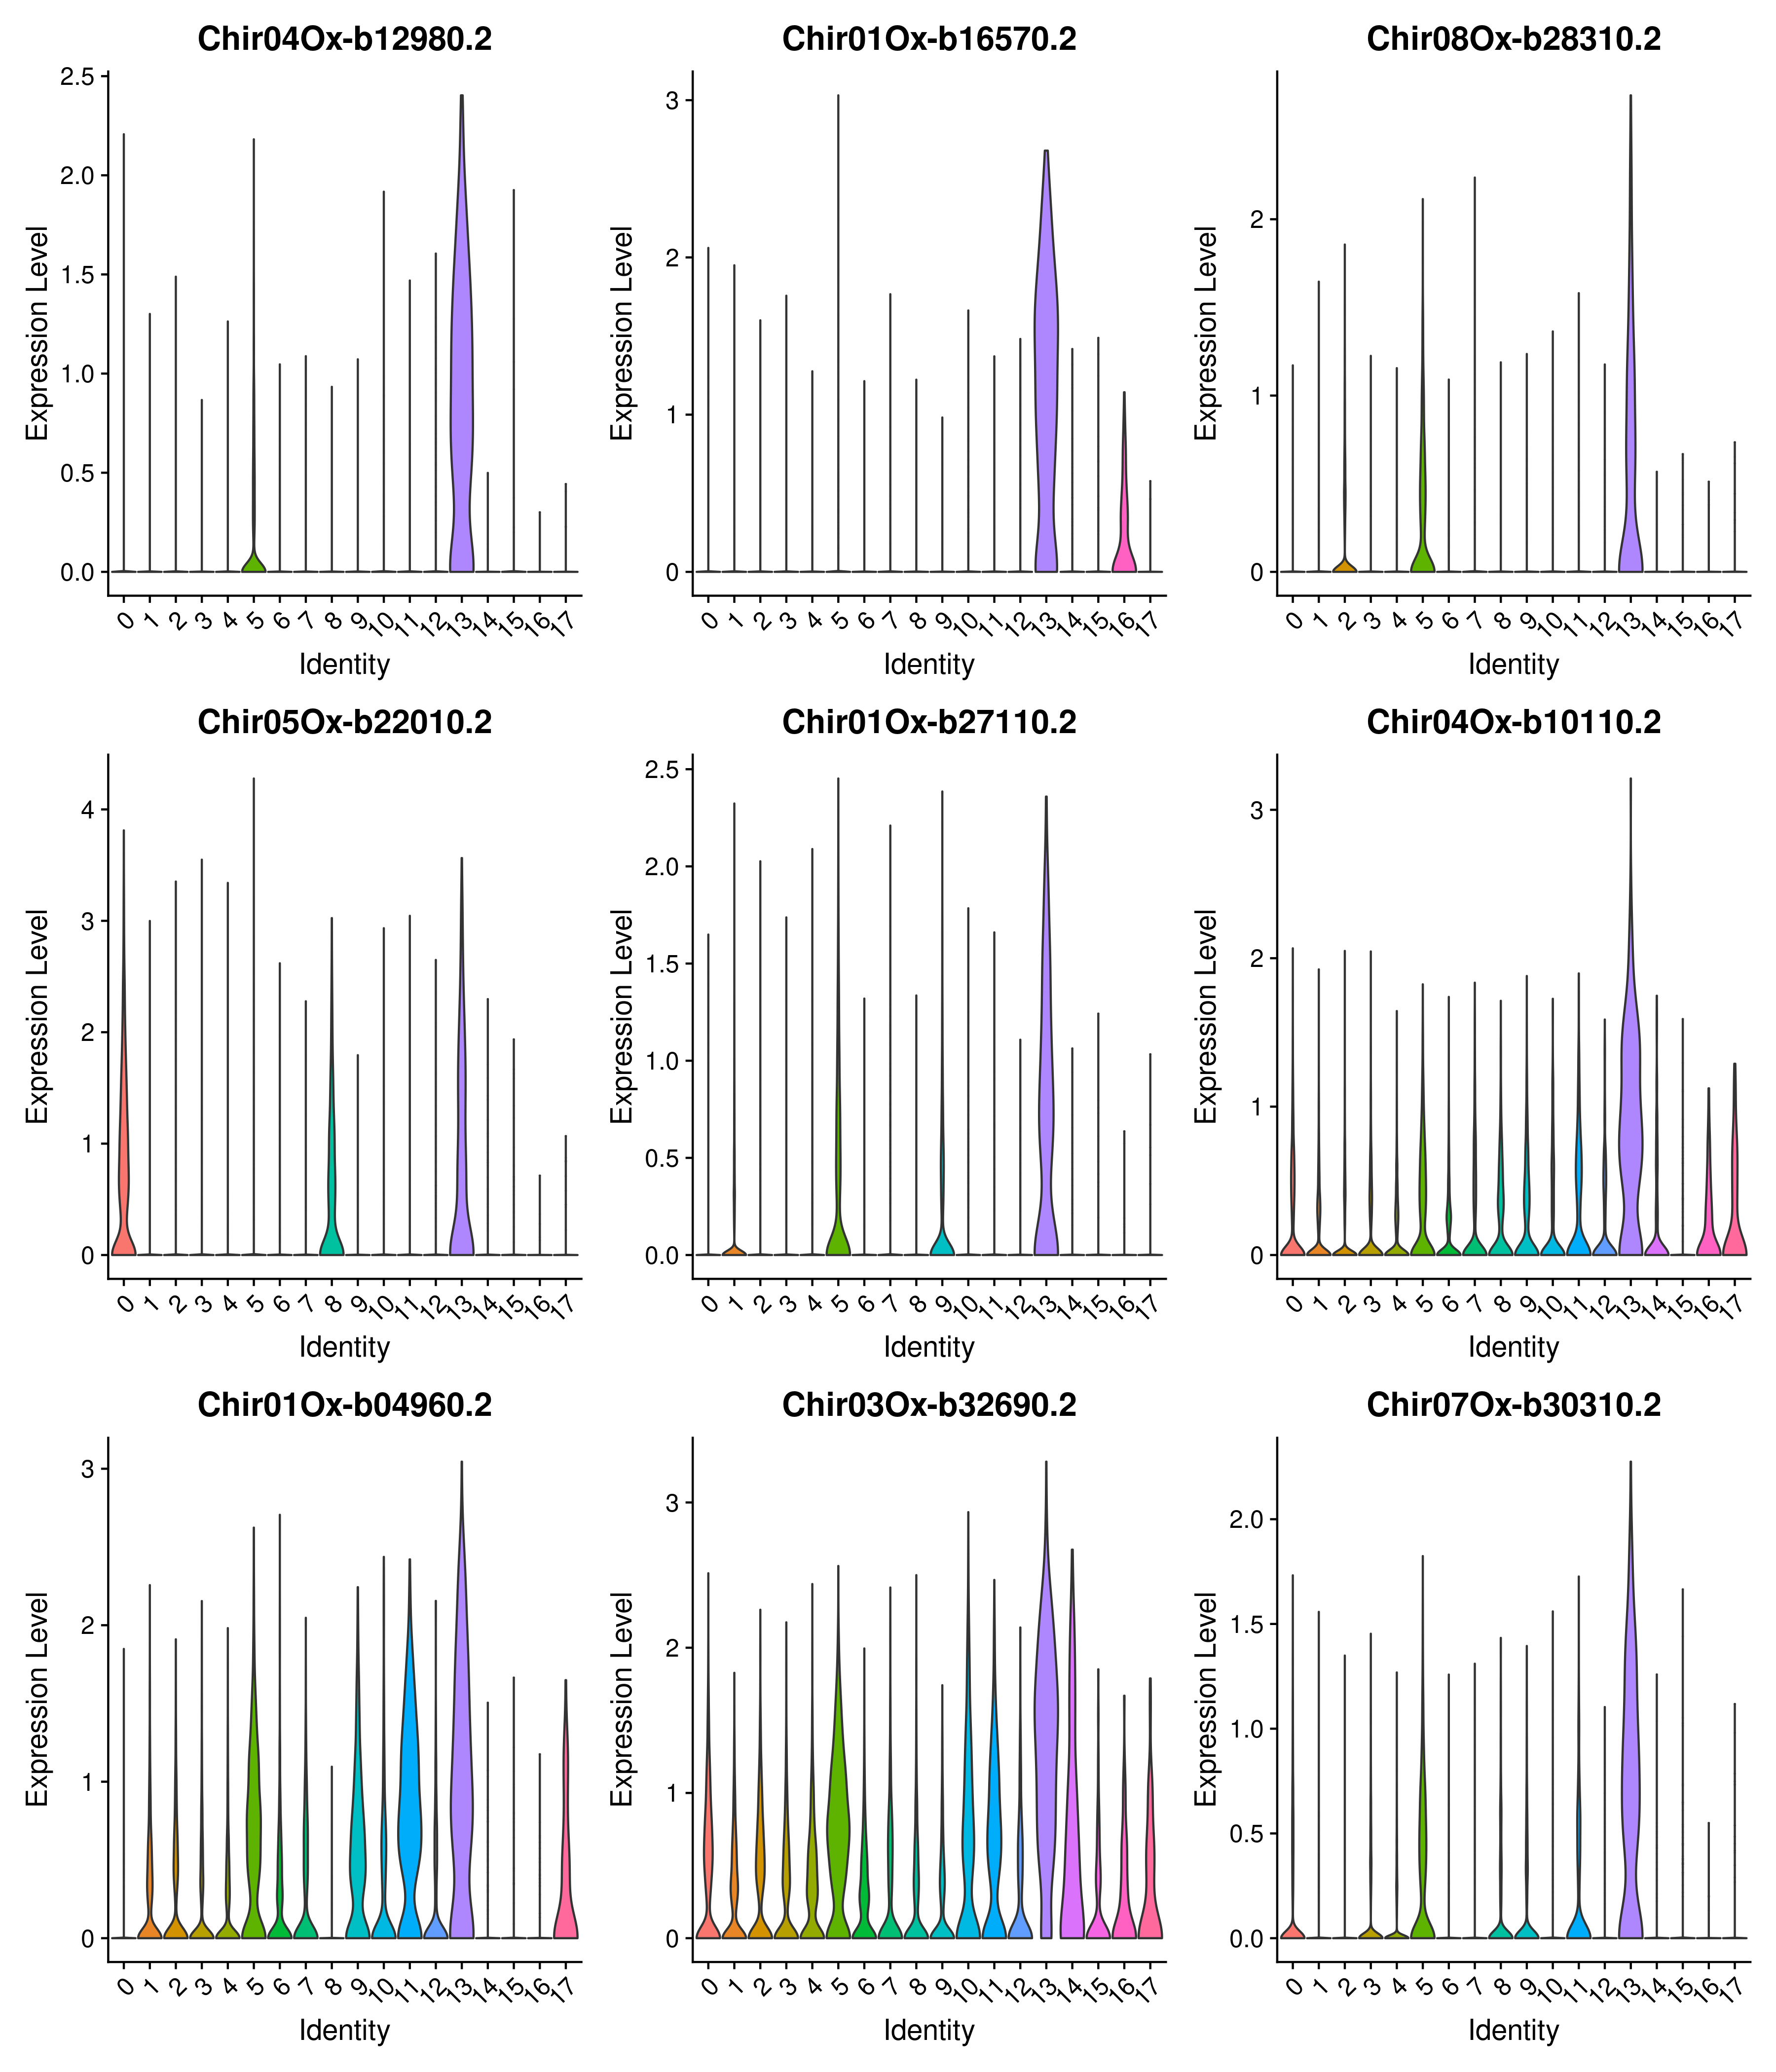 Chir04Ox-b12980.2
Expression Level
2.5
2.0
1.5
1.0
0.5
0.0
0 1 2 3 4 5 6 7 8 9 10 11 12 13 14 15 16 17
Identity
Chir01Ox-b16570.2
Expression Level
3
2
1
0
0 1 2 3 4 5 6 7 8 9 10 11 12 13 14 15 16 17
Identity
Chir08Ox-b28310.2
Expression Level
2
1
0
0 1 2 3 4 5 6 7 8 9 10 11 12 13 14 15 16 17
Identity
Chir05Ox-b22010.2
Expression Level
4
3
2
1
0
0 1 2 3 4 5 6 7 8 9 10 11 12 13 14 15 16 17
Identity
Chir01Ox-b27110.2
Expression Level
2.5
2.0
1.5
1.0
0.5
0.0
0 1 2 3 4 5 6 7 8 9 10 11 12 13 14 15 16 17
Identity
Chir04Ox-b10110.2
Expression Level
3
2
1
0
0 1 2 3 4 5 6 7 8 9 10 11 12 13 14 15 16 17
Identity
Chir01Ox-b04960.2
Expression Level
3
2
1
0
0 1 2 3 4 5 6 7 8 9 10 11 12 13 14 15 16 17
Identity
Chir03Ox-b32690.2
Expression Level
3
2
1
0
0 1 2 3 4 5 6 7 8 9 10 11 12 13 14 15 16 17
Identity
Chir07Ox-b30310.2
Expression Level
2.0
1.5
1.0
0.5
0.0
0 1 2 3 4 5 6 7 8 9 10 11 12 13 14 15 16 17
Identity